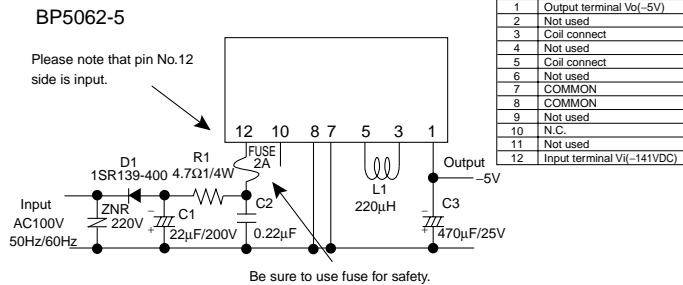 BP5062-5
Please note that pin No.12
side is input.
1 Output terminal Vo(−5V)
2 Not used
3 Coil connect
4 Not used
5 Coil connect
6 Not used
7 COMMON
8 COMMON
9 Not used
10 N.C.
11 Not used
12 Input terminal Vi(−141VDC)
12 10 8 7 5 3 1
FUSE
2A
D1
1SR139-400
R1
4.7Ω1/4W
Output
−5V
L1
220μH
Input
AC100V
50Hz/60Hz
ZNR
220V
−
+
C1
22μF/200V
C2
0.22μF
−
+
C3
470μF/25V
Be sure to use fuse for safety.